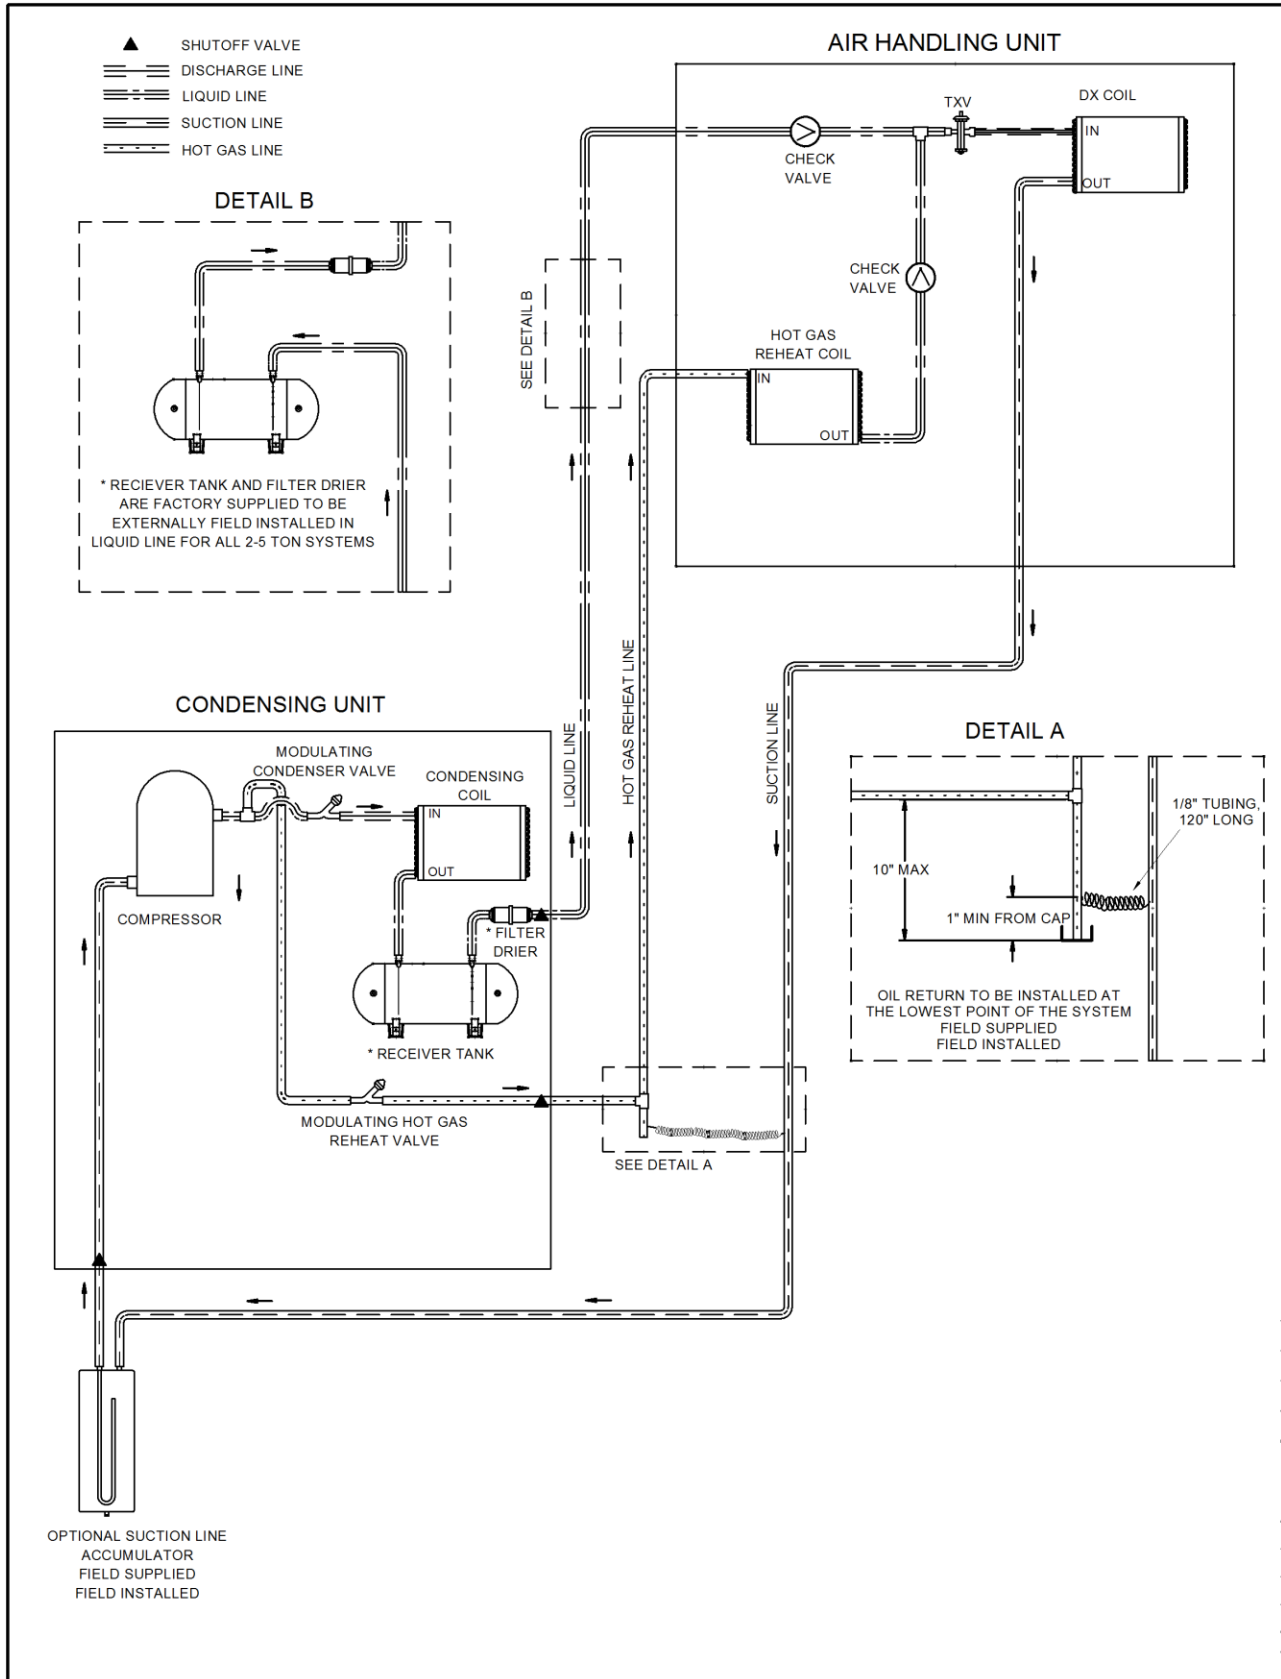 SHUTOFF VALVE
DISCHARGE LINE
LIQUID LINE
SUCTION LINE
HOT GAS LINE
DETAIL B
* RECIEVER TANK AND FILTER DRIER
ARE FACTORY SUPPLIED TO BE
EXTERNALLY FIELD INSTALLED IN
LIQUID LINE FOR ALL 2-5 TON SYSTEMS
AIR HANDLING UNIT
TXV
DX COIL
IN
OUT
CHECK
VALVE
CHECK
VALVE
HOT GAS
REHEAT COIL
IN
OUT
SEE DETAIL B
LIQUID LINE
HOT GAS REHEAT LINE
SUCTION LINE
CONDENSING UNIT
MODULATING
CONDENSER VALVE
CONDENSING
COIL
IN
OUT
COMPRESSOR
* FILTER
DRIER
* RECEIVER TANK
MODULATING HOT GAS
REHEAT VALVE
SEE DETAIL A
DETAIL A
1/8" TUBING,
120" LONG
10" MAX
1" MIN FROM CAP
OIL RETURN TO BE INSTALLED AT
THE LOWEST POINT OF THE SYSTEM
FIELD SUPPLIED
FIELD INSTALLED
OPTIONAL SUCTION LINE
ACCUMULATOR
FIELD SUPPLIED
FIELD INSTALLED